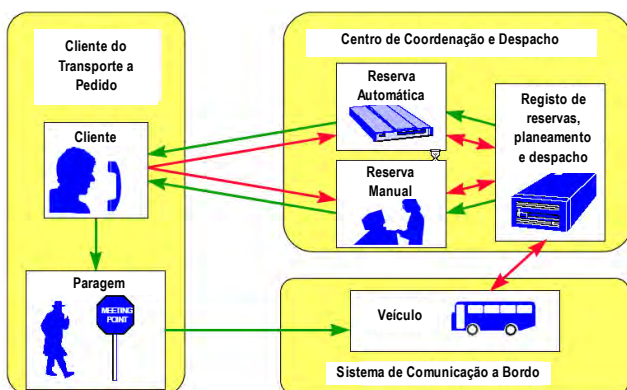 Cliente do
Transporte a
Pedido
Cliente
Paragem
MEETING
POINT
Centro de Coordenação e Despacho
Reserva
Automática
Reserva
Manual
Registo de
reservas,
planeamento
e despacho
Veículo
Sistema de Comunicação a Bordo